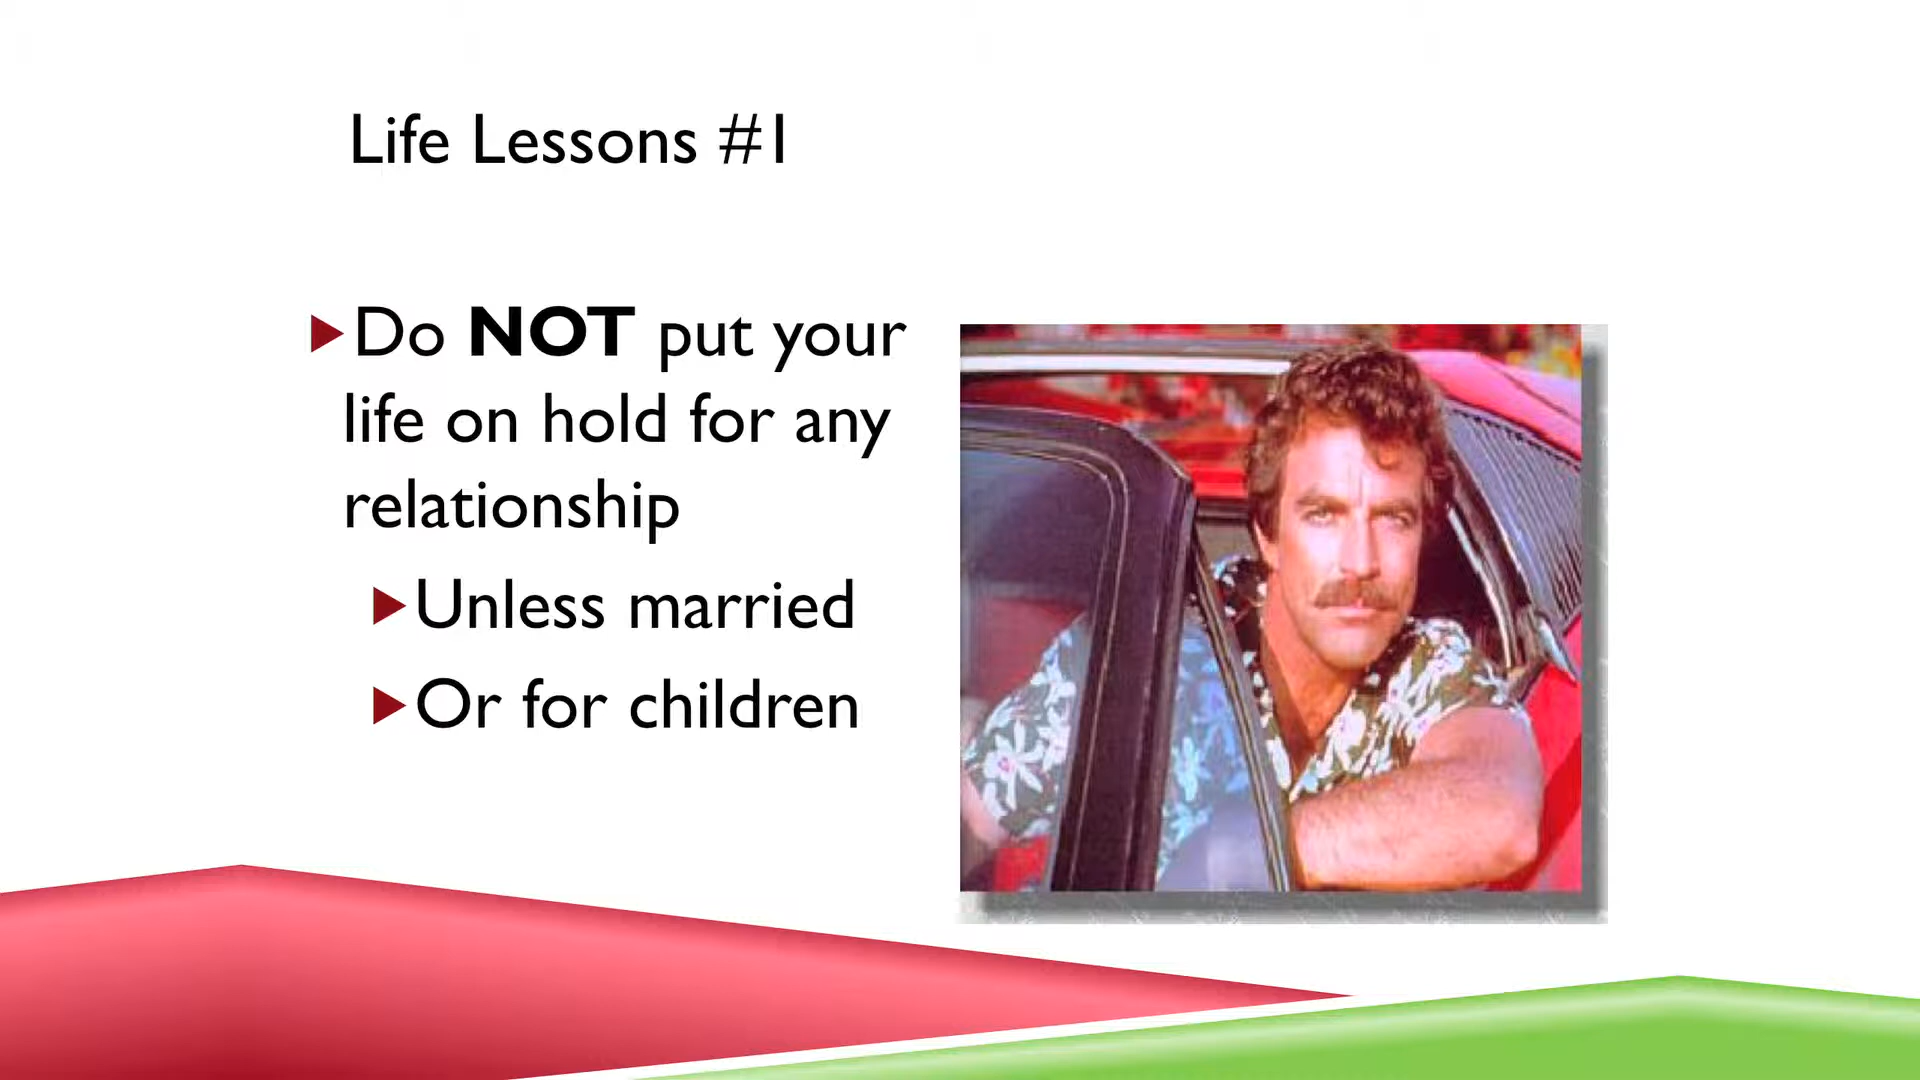 Life Lessons #1
Do NOT put your
life on hold for any
relationship
Unless married
Or for children